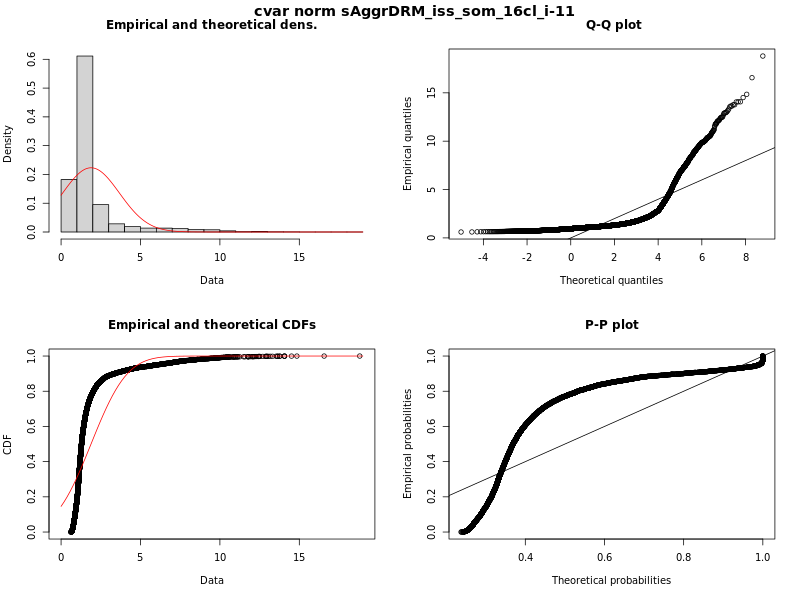 cvar norm sAggrDRM_iss_som_16cl_i-11
Empirical and theoretical dens.
Density
0.0 0.1 0.2 0.3 0.4 0.5 0.6
0 5 10 15
Data
Q-Q plot
Empirical quantiles
0 5 10 15
-4 -2 0 2 4 6 8
Theoretical quantiles
Empirical and theoretical CDFs
CDF
0.0 0.2 0.4 0.6 0.8 1.0
0 5 10 15
Data
P-P plot
Empirical probabilities
0.0 0.2 0.4 0.6 0.8 1.0
0.4 0.6 0.8 1.0
Theoretical probabilities